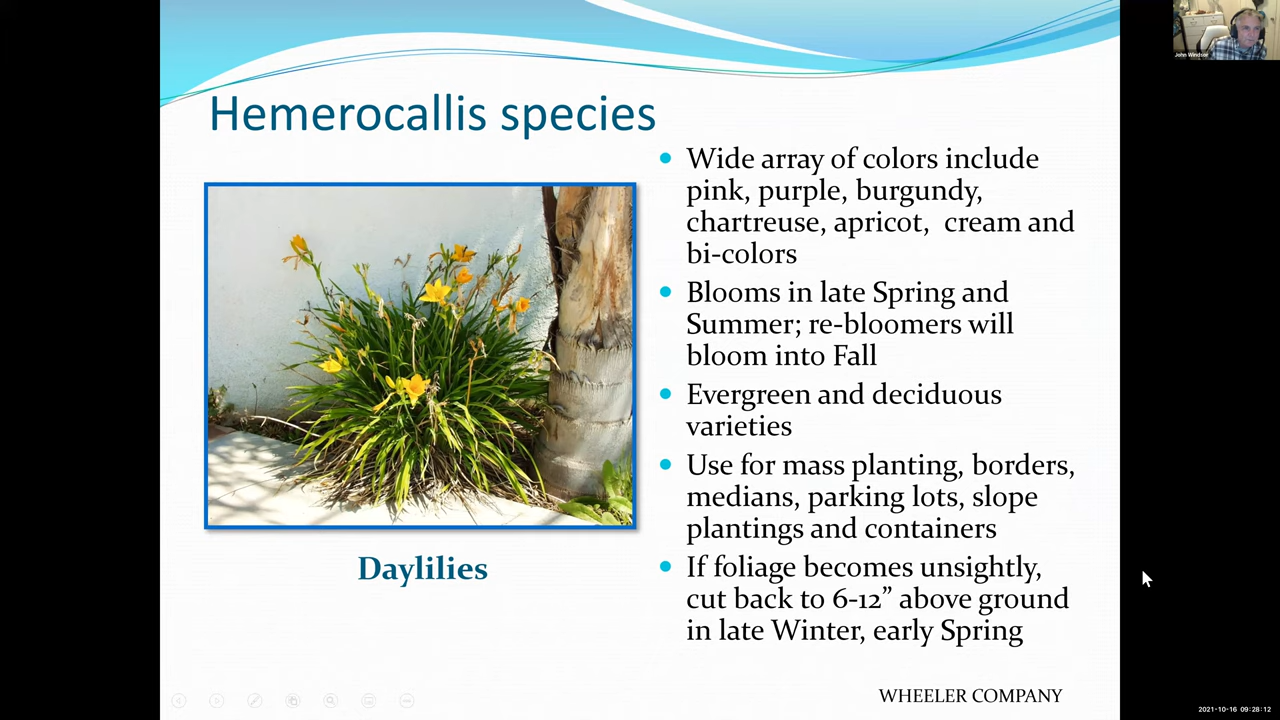 John Windsor
Hemerocallis species
Wide array of colors include
pink, purple, burgundy,
chartreuse, apricot, cream and
bi-colors
Blooms in late Spring and
Summer; re-bloomers will
bloom into Fall
Evergreen and deciduous
varieties
Use for mass planting, borders,
medians, parking lots, slope
plantings and containers
If foliage becomes unsightly,
cut back to 6-12” above ground
in late Winter, early Spring
Daylilies
WHEELER COMPANY
2021-10-16 09:28:12